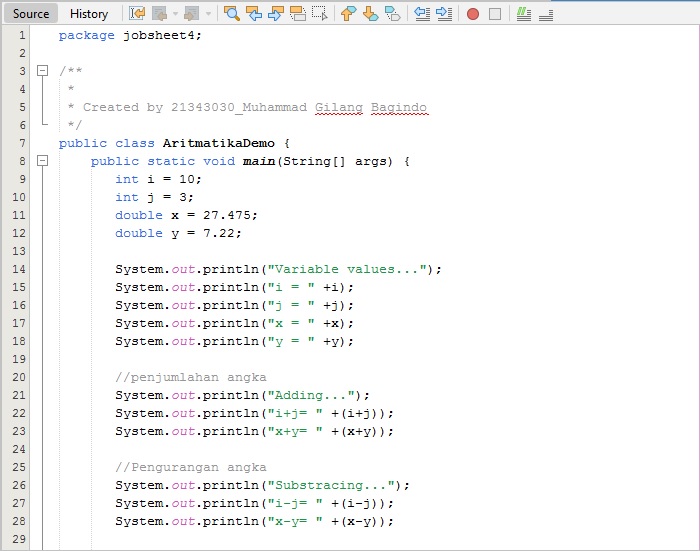 Source History
1 package jobsheet4;
2
3 /**
4 *
5 * Created by 21343030_Muhammad Gilang Bagindo
6 */
7 public class AritmatikaDemo {
8 public static void main(String[] args) {
9 int i = 10;
10 int j = 3;
11 double x = 27.475;
12 double y = 7.22;
13
14 System.out.println("Variable values...");
15 System.out.println("i = " +i);
16 System.out.println("j = " +j);
17 System.out.println("x = " +x);
18 System.out.println("y = " +y);
19
20 //penjumlahan angka
21 System.out.println("Adding...");
22 System.out.println("i+j= " +(i+j));
23 System.out.println("x+y= " +(x+y));
24
25 //Pengurangan angka
26 System.out.println("Substracing...");
27 System.out.println("i-j= " +(i-j));
28 System.out.println("x-y= " +(x-y));
29